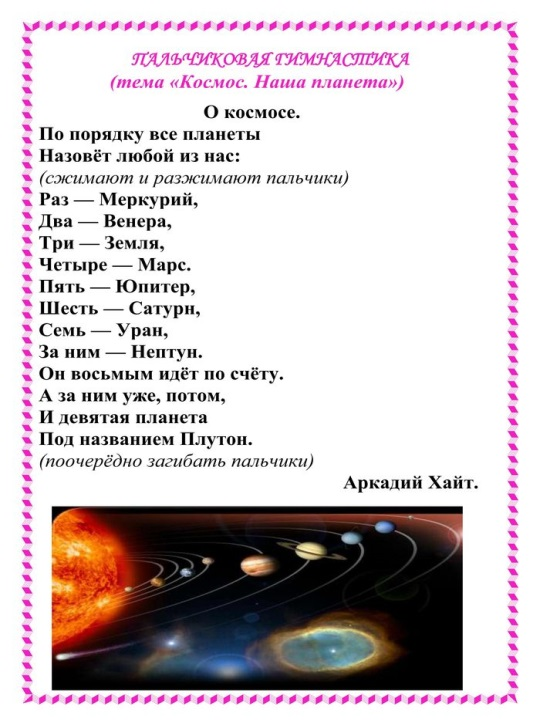 ПАЛЬЧИКОВАЯ ГИМНАСТИКА
(тема «Космос. Наша планета»)
О космосе.
По порядку все планеты
Назовёт любой из нас:
(сжимают и разжимают пальчики)
Раз — Меркурий,
Два — Венера,
Три — Земля,
Четыре — Марс.
Пять — Юпитер,
Шесть — Сатурн,
Семь — Уран,
За ним — Нептун.
Он восьмым идёт по счёту.
А за ним уже, потом,
И девятая планета
Под названием Плутон.
(поочерёдно загибать пальчики)
Аркадий Хайт.